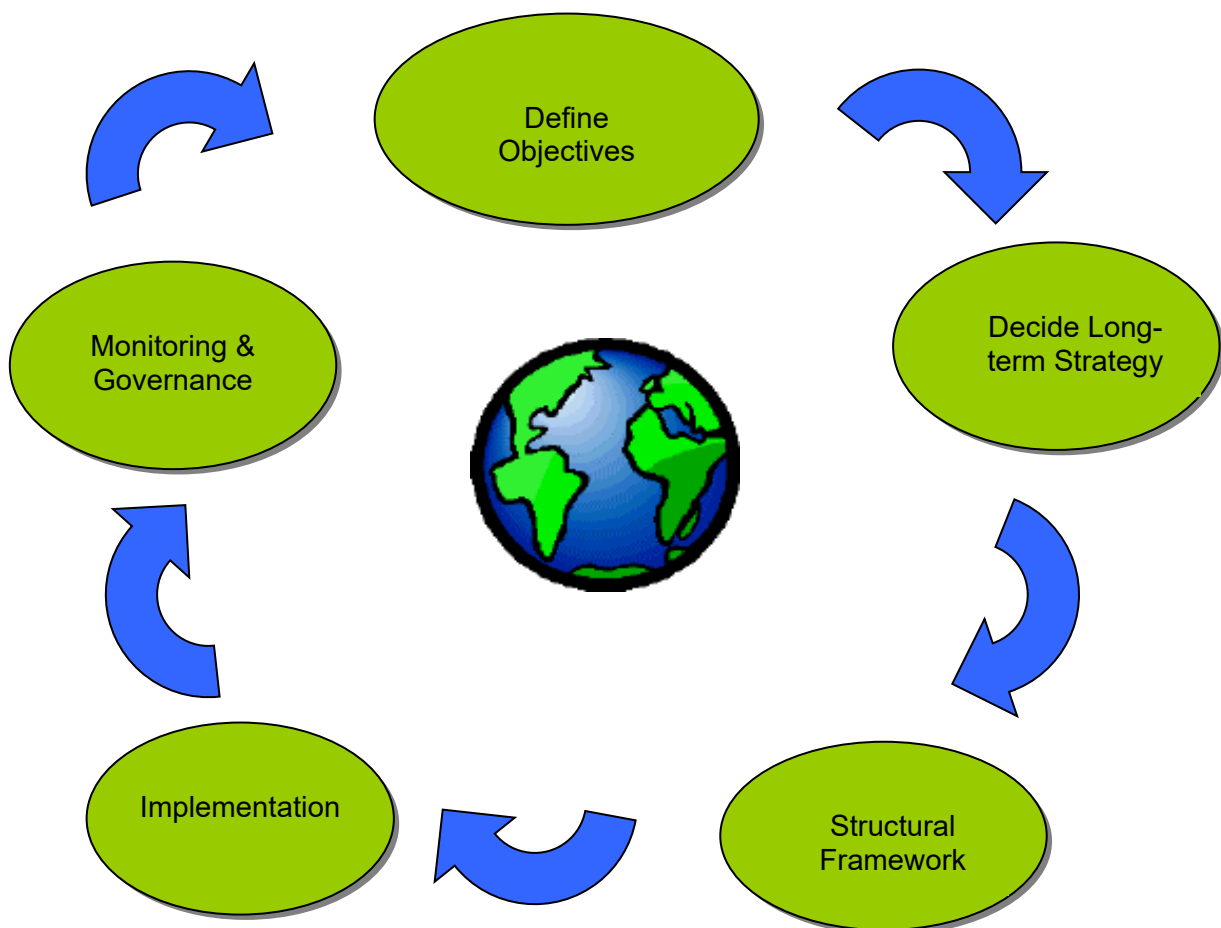 Define
Objectives
Decide Long-
term Strategy
Structural
Framework
Implementation
Monitoring &
Governance